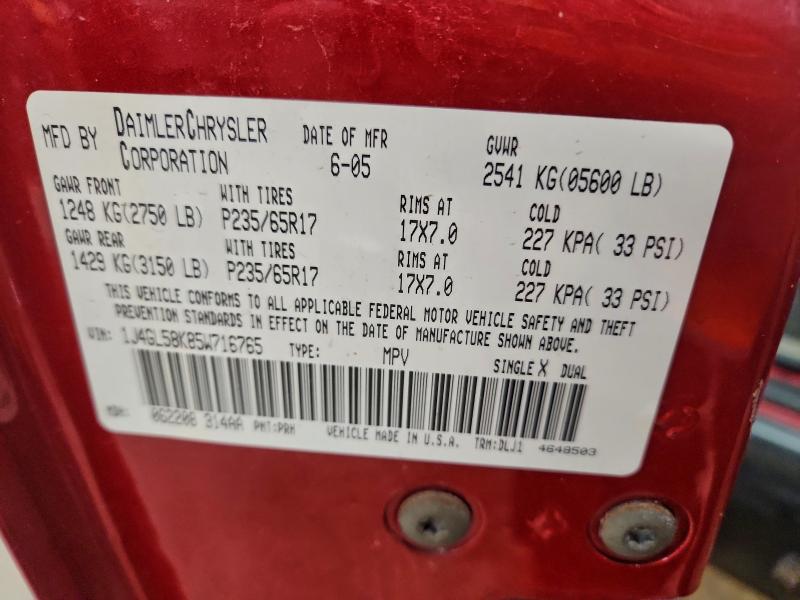 MFD BY DAIMLERCHRYSLER CORPORATION DATE OF MFR 6-05 GVWR 2541 KG(05600 LB)
GAWR FRONT WITH TIRES RIMS AT COLD
1248 KG(2750 LB) P235/65R17 17X7.0 227 KPA( 33 PSI)
GAWR REAR WITH TIRES RIMS AT COLD
1429 KG(3150 LB) P235/65R17 17X7.0 227 KPA( 33 PSI)
THIS VEHICLE CONFORMS TO ALL APPLICABLE FEDERAL MOTOR VEHICLE SAFETY AND THEFT
PREVENTION STANDARDS IN EFFECT ON THE DATE OF MANUFACTURE SHOWN ABOVE.
VIN: 1J4GL58K85W716765 TYPE: MPV SINGLE X DUAL
MDH: 062208 314AA PNT:PRH VEHICLE MADE IN U.S.A. TRM:DLJ1 4648503